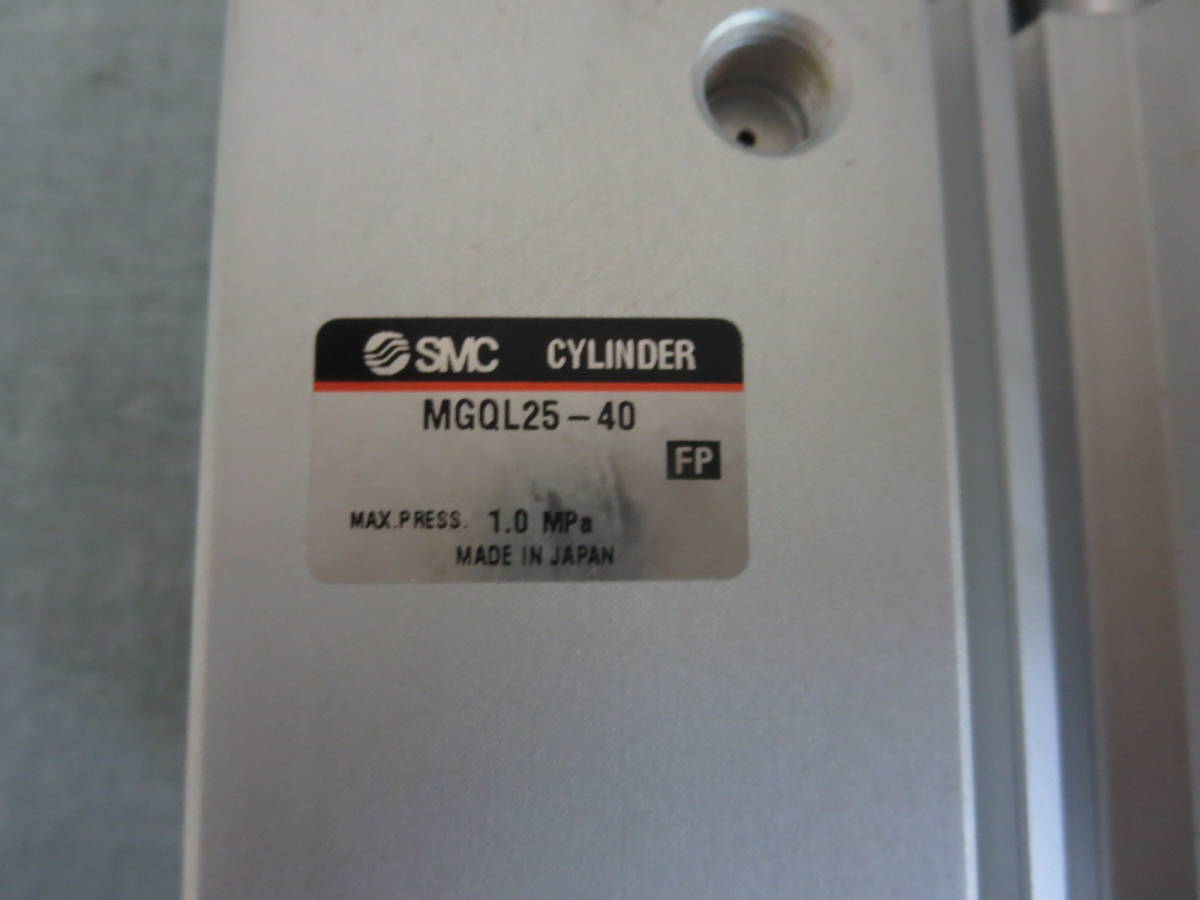 SMC CYLINDER
MGQL25-40
FP
MAX.PRESS. 1.0 MPa
MADE IN JAPAN